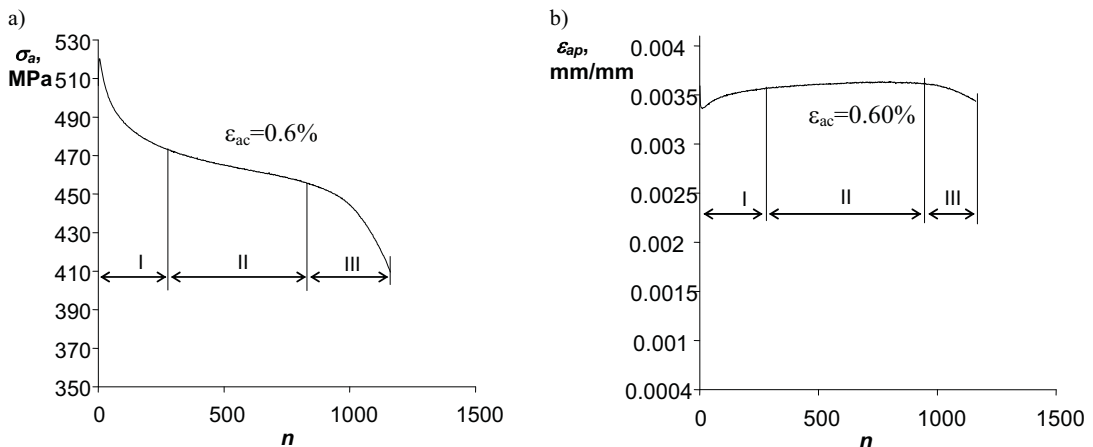 a)
σa,
MPa
530
510
490
470
450
430
410
390
370
350
εac=0.6%
I
II
III
0
500
1000
1500
n
b)
εap,
mm/mm
0.004
0.0035
0.003
0.0025
0.002
0.0015
0.001
0.0004
εac=0.60%
I
II
III
0
500
1000
1500
n